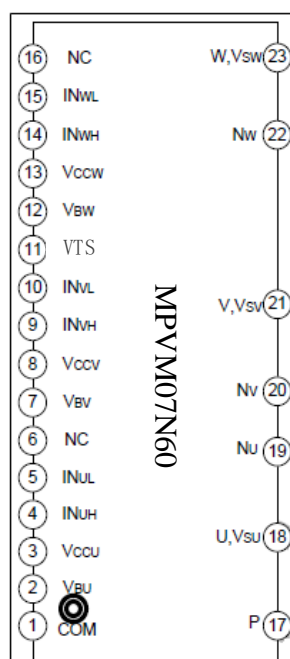 16 NC
15 INWL
14 INWH
13 VCCW
12 VBW
11 VTS
10 INVL
9 INVH
8 VCCV
7 VBV
6 NC
5 INUL
4 INUH
3 VCCU
2 VBU
1 COM
MPVM07N60
W,VSW 23
NW 22
V,VSV 21
NV 20
NU 19
U,VSU 18
P 17